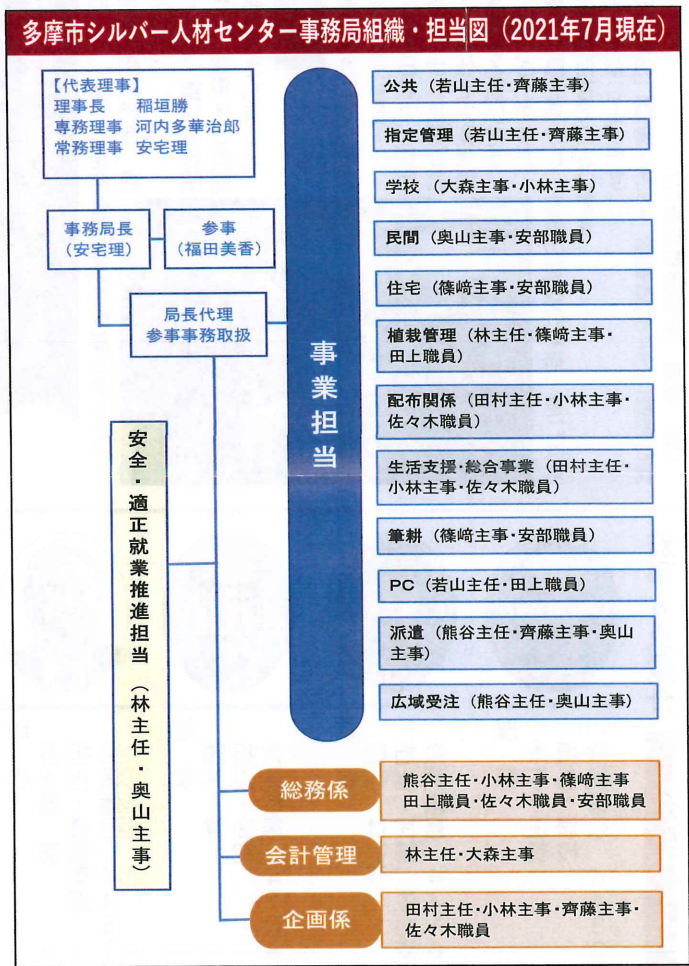 多摩市シルバー人材センター事務局組織・担当図（2021年7月現在）
【代表理事】
理事長　稲垣勝
専務理事　河内多華治郎
常務理事　安宅理
事務局長
（安宅理）
参事
（福田美香）
局長代理
参事事務取扱
安全・適正就業推進担当　（林主任・奥山主事）
事業担当
公共（若山主任・齊藤主事）
指定管理（若山主任・齊藤主事）
学校（大森主事・小林主事）
民間（奥山主事・安部職員）
住宅（篠﨑主事・安部職員）
植栽管理（林主任・篠﨑主事・
田上職員）
配布関係（田村主任・小林主事・
佐々木職員）
生活支援・総合事業（田村主任・
小林主事・佐々木職員）
筆耕（篠﨑主事・安部職員）
PC（若山主任・田上職員）
派遣（熊谷主任・齊藤主事・奥山
主事）
広域受注（熊谷主任・奥山主事）
総務係
熊谷主任・小林主事・篠﨑主事
田上職員・佐々木職員・安部職員
会計管理
林主任・大森主事
企画係
田村主任・小林主事・齊藤主事・
佐々木職員